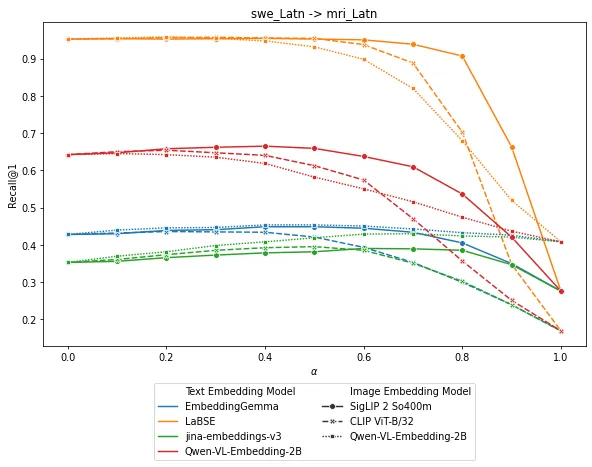 swe_Latn -> mri_Latn
Recall@1
0.9
0.8
0.7
0.6
0.5
0.4
0.3
0.2
0.0 0.2 0.4 0.6 0.8 1.0
α
Text Embedding Model Image Embedding Model
EmbeddingGemma SigLIP 2 So400m
LaBSE CLIP ViT-B/32
jina-embeddings-v3 Qwen-VL-Embedding-2B
Qwen-VL-Embedding-2B